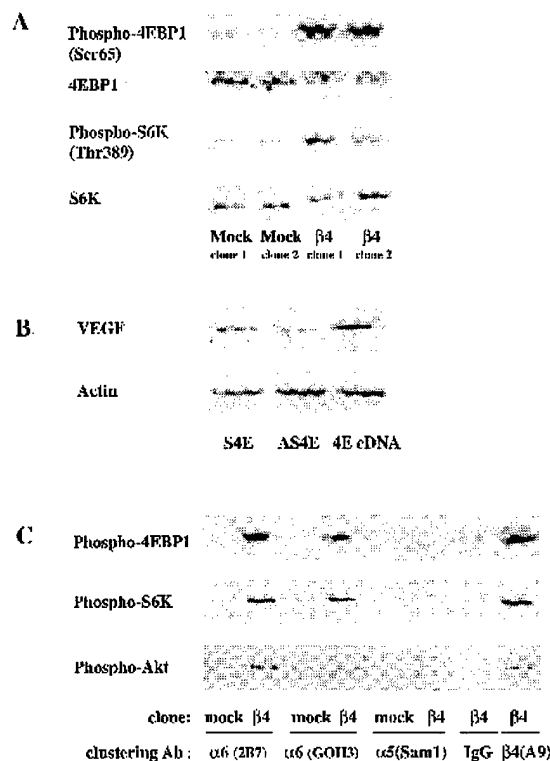 A
Phospho-4EBP1
(Ser65)
4EBP1
Phospho-S6K
(Thr389)
S6K
Mock Mock β4 β4
clone 1 clone 2 clone 1 clone 2
B.
VEGF
Actin
S4E AS4E 4E cDNA
C
Phospho-4EBP1
Phospho-S6K
Phospho-Akt
clone: mock β4 mock β4 mock β4 β4 β4
clustering Ab : α6 (2B7) α6 (GOH3) α5(Sam1) IgG β4(A9)